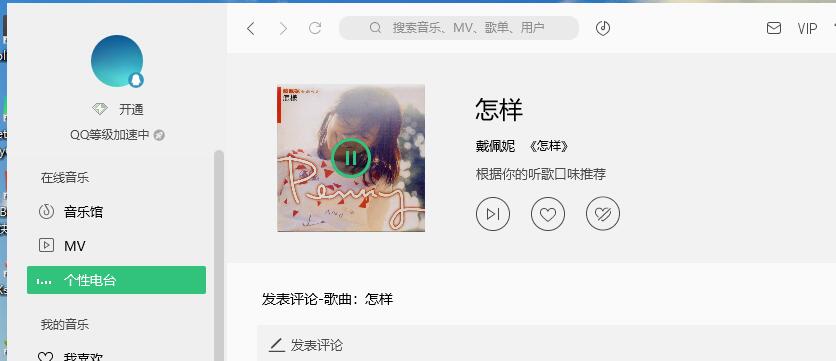 搜索音乐、MV、歌单、用户
VIP
开通
QQ等级加速中
在线音乐
音乐馆
MV
个性电台
我的音乐
我喜欢
怎样
Penny
怎样
戴佩妮 《怎样》
根据你的听歌口味推荐
发表评论-歌曲：怎样
发表评论